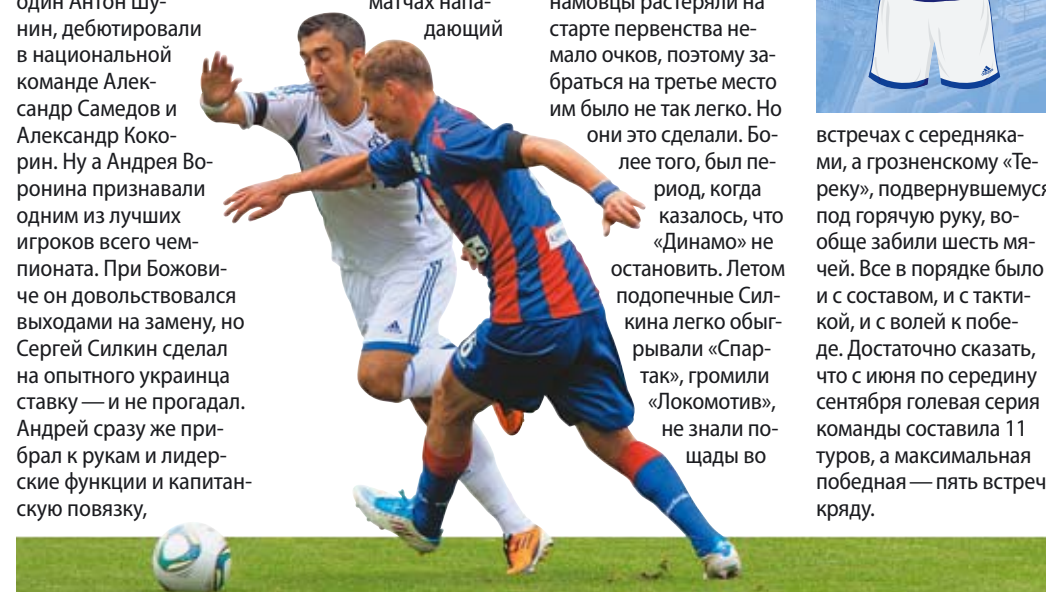 один Антон Шу-
нин, дебютировали
в национальной
команде Алек-
сандр Самедов и
Александр Коко-
рин. Ну а Андрея Во-
ронина признавали
одним из лучших
игроков всего чем-
пионата. При Божови-
че он довольствовался
выходами на замену, но
Сергей Силкин сделал
на опытного украинца
ставку — и не прогадал.
Андрей сразу же при-
брал к рукам и лидер-
ские функции и капитан-
скую повязку,
матчах напа-
дающий
намовцы растеряли на
старте первенства не-
мало очков, поэтому за-
браться на третье место
им было не так легко. Но
они это сделали. Бо-
лее того, был пе-
риод, когда
казалось, что
«Динамо» не
остановить. Летом
подопечные Сил-
кина легко обыг-
рывали «Спар-
так», громили
«Локомотив»,
не знали по-
щады во
встречах с середняка-
ми, а грозненскому «Те-
реку», подвернувшемуся
под горячую руку, во-
обще забили шесть мя-
чей. Все в порядке было
и с составом, и с такти-
кой, и с волей к побе-
де. Достаточно сказать,
что с июня по середину
сентября голевая серия
команды составила 11
туров, а максимальная
победная — пять встреч
кряду.